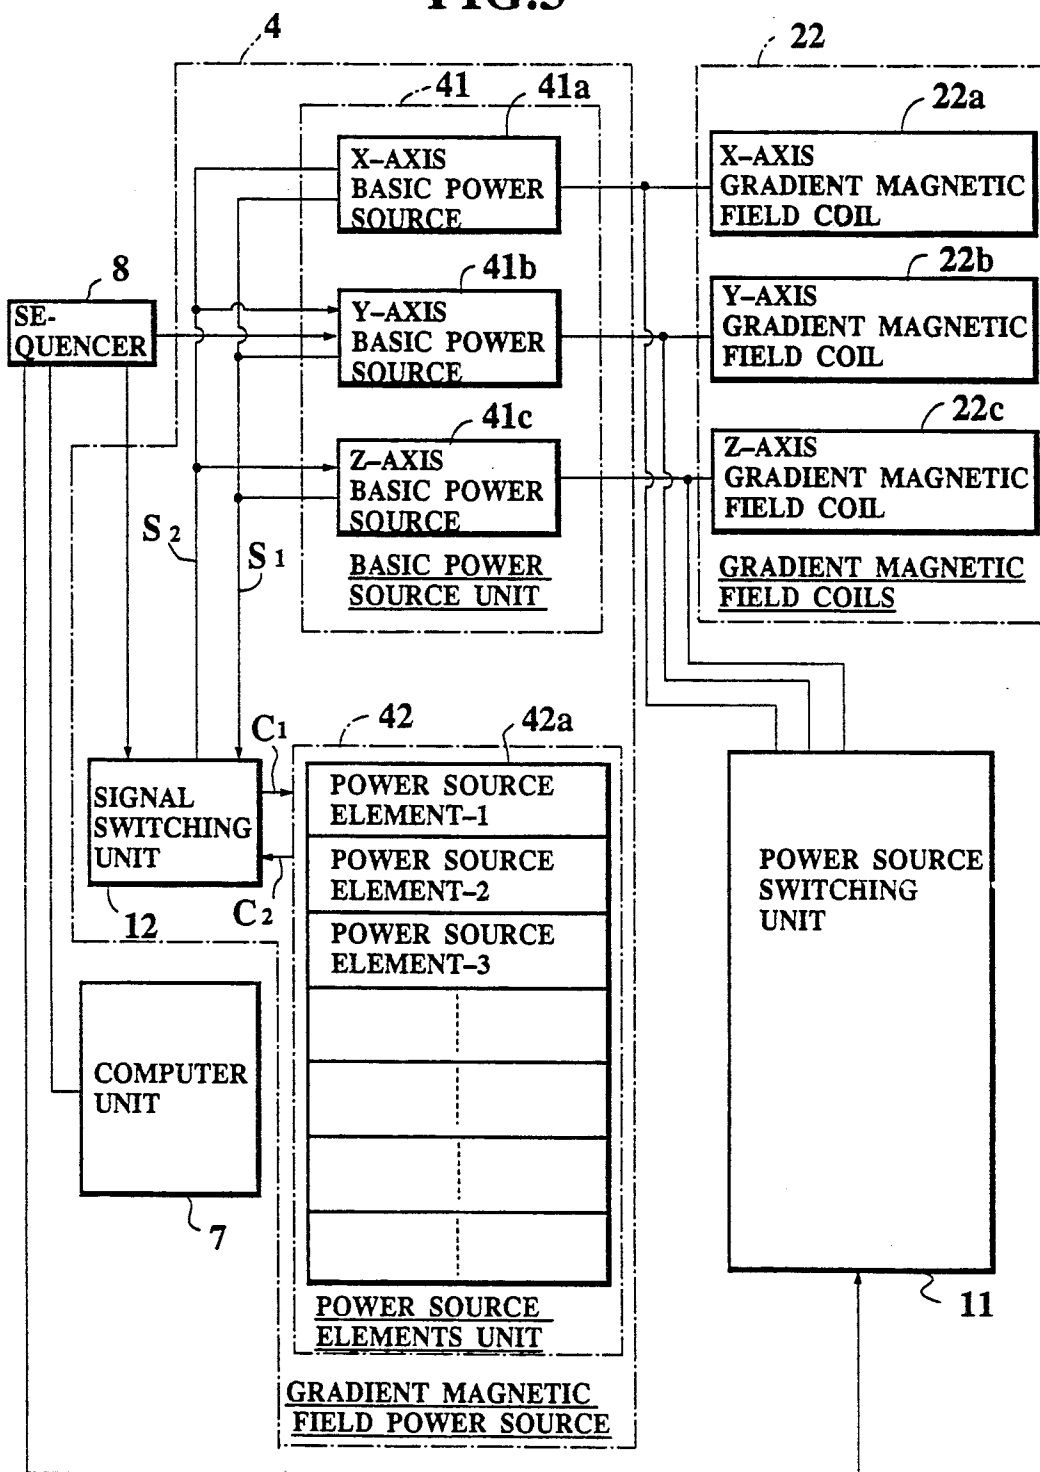 FIG.3
4
22
41
41a
22a
X-AXIS
BASIC POWER
SOURCE
X-AXIS
GRADIENT MAGNETIC
FIELD COIL
8
41b
22b
SE-
QUENCER
Y-AXIS
BASIC POWER
SOURCE
Y-AXIS
GRADIENT MAGNETIC
FIELD COIL
41c
22c
Z-AXIS
BASIC POWER
SOURCE
Z-AXIS
GRADIENT MAGNETIC
FIELD COIL
S2
S1
BASIC POWER
SOURCE UNIT
GRADIENT MAGNETIC
FIELD COILS
42
42a
C1
SIGNAL
SWITCHING
UNIT
C2
12
POWER SOURCE
ELEMENT-1
POWER SOURCE
ELEMENT-2
POWER SOURCE
ELEMENT-3
POWER SOURCE
SWITCHING
UNIT
COMPUTER
UNIT
7
11
POWER SOURCE
ELEMENTS UNIT
GRADIENT MAGNETIC
FIELD POWER SOURCE